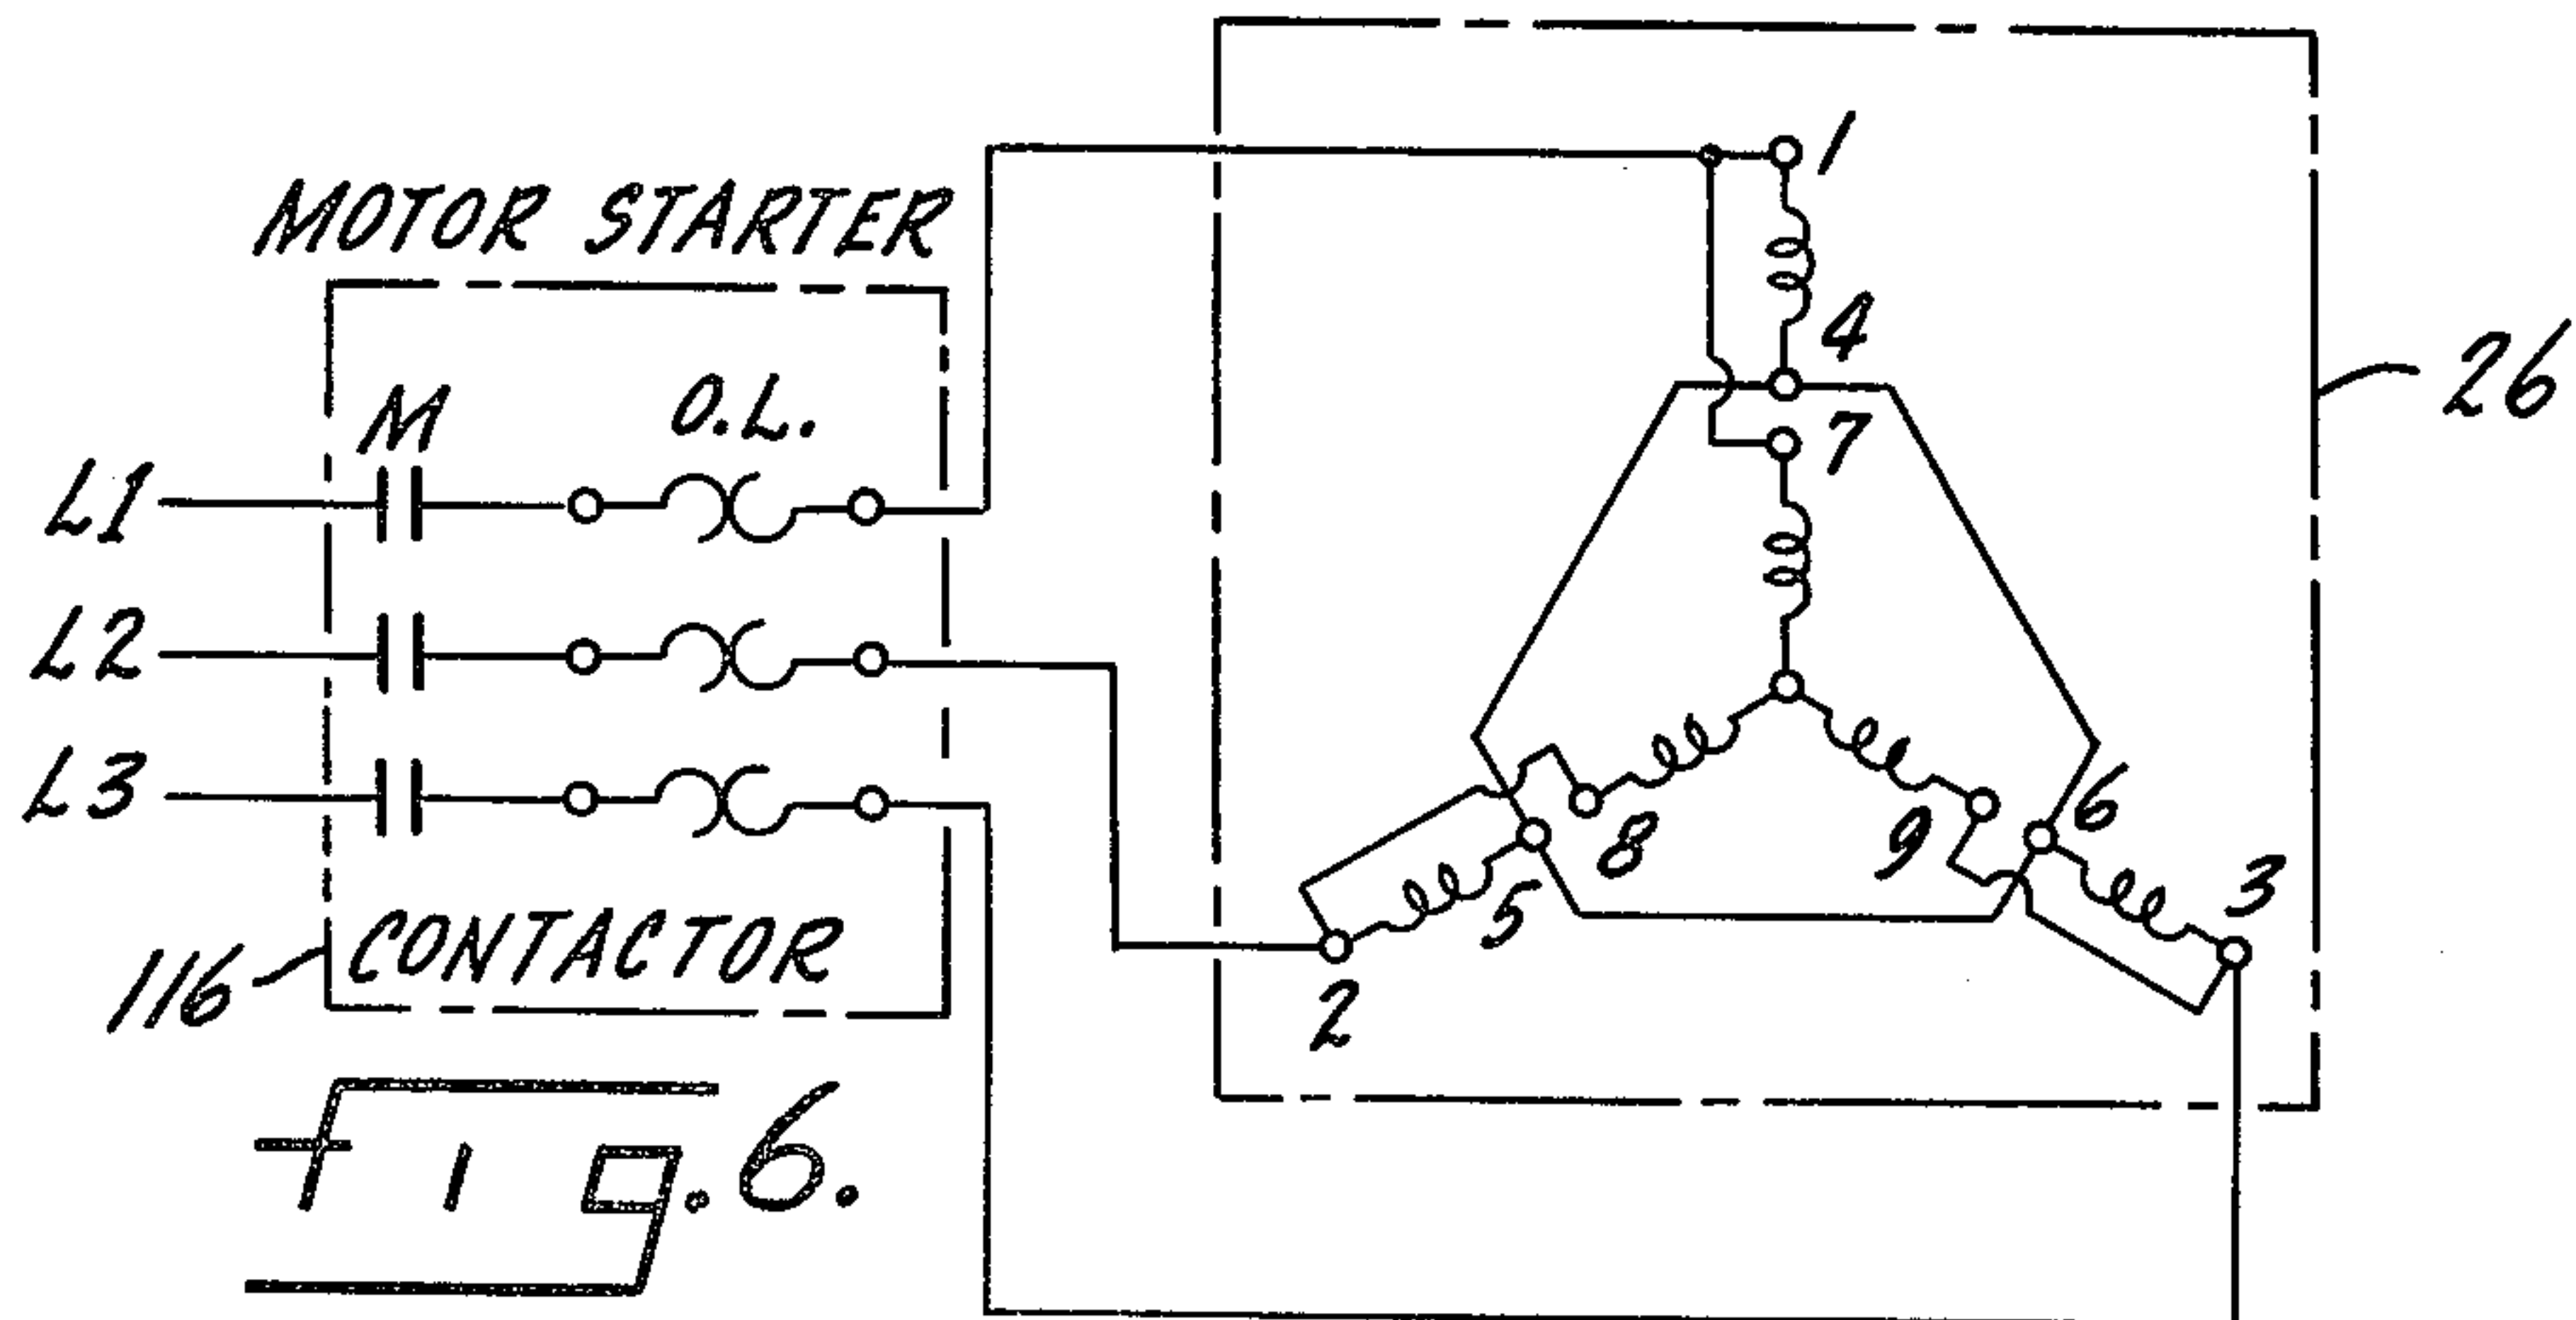 MOTOR STARTER
M
O.L.
L1
L2
L3
CONTACTOR
116
1
4
7
26
8
9
6
5
3
2
fig. 6.